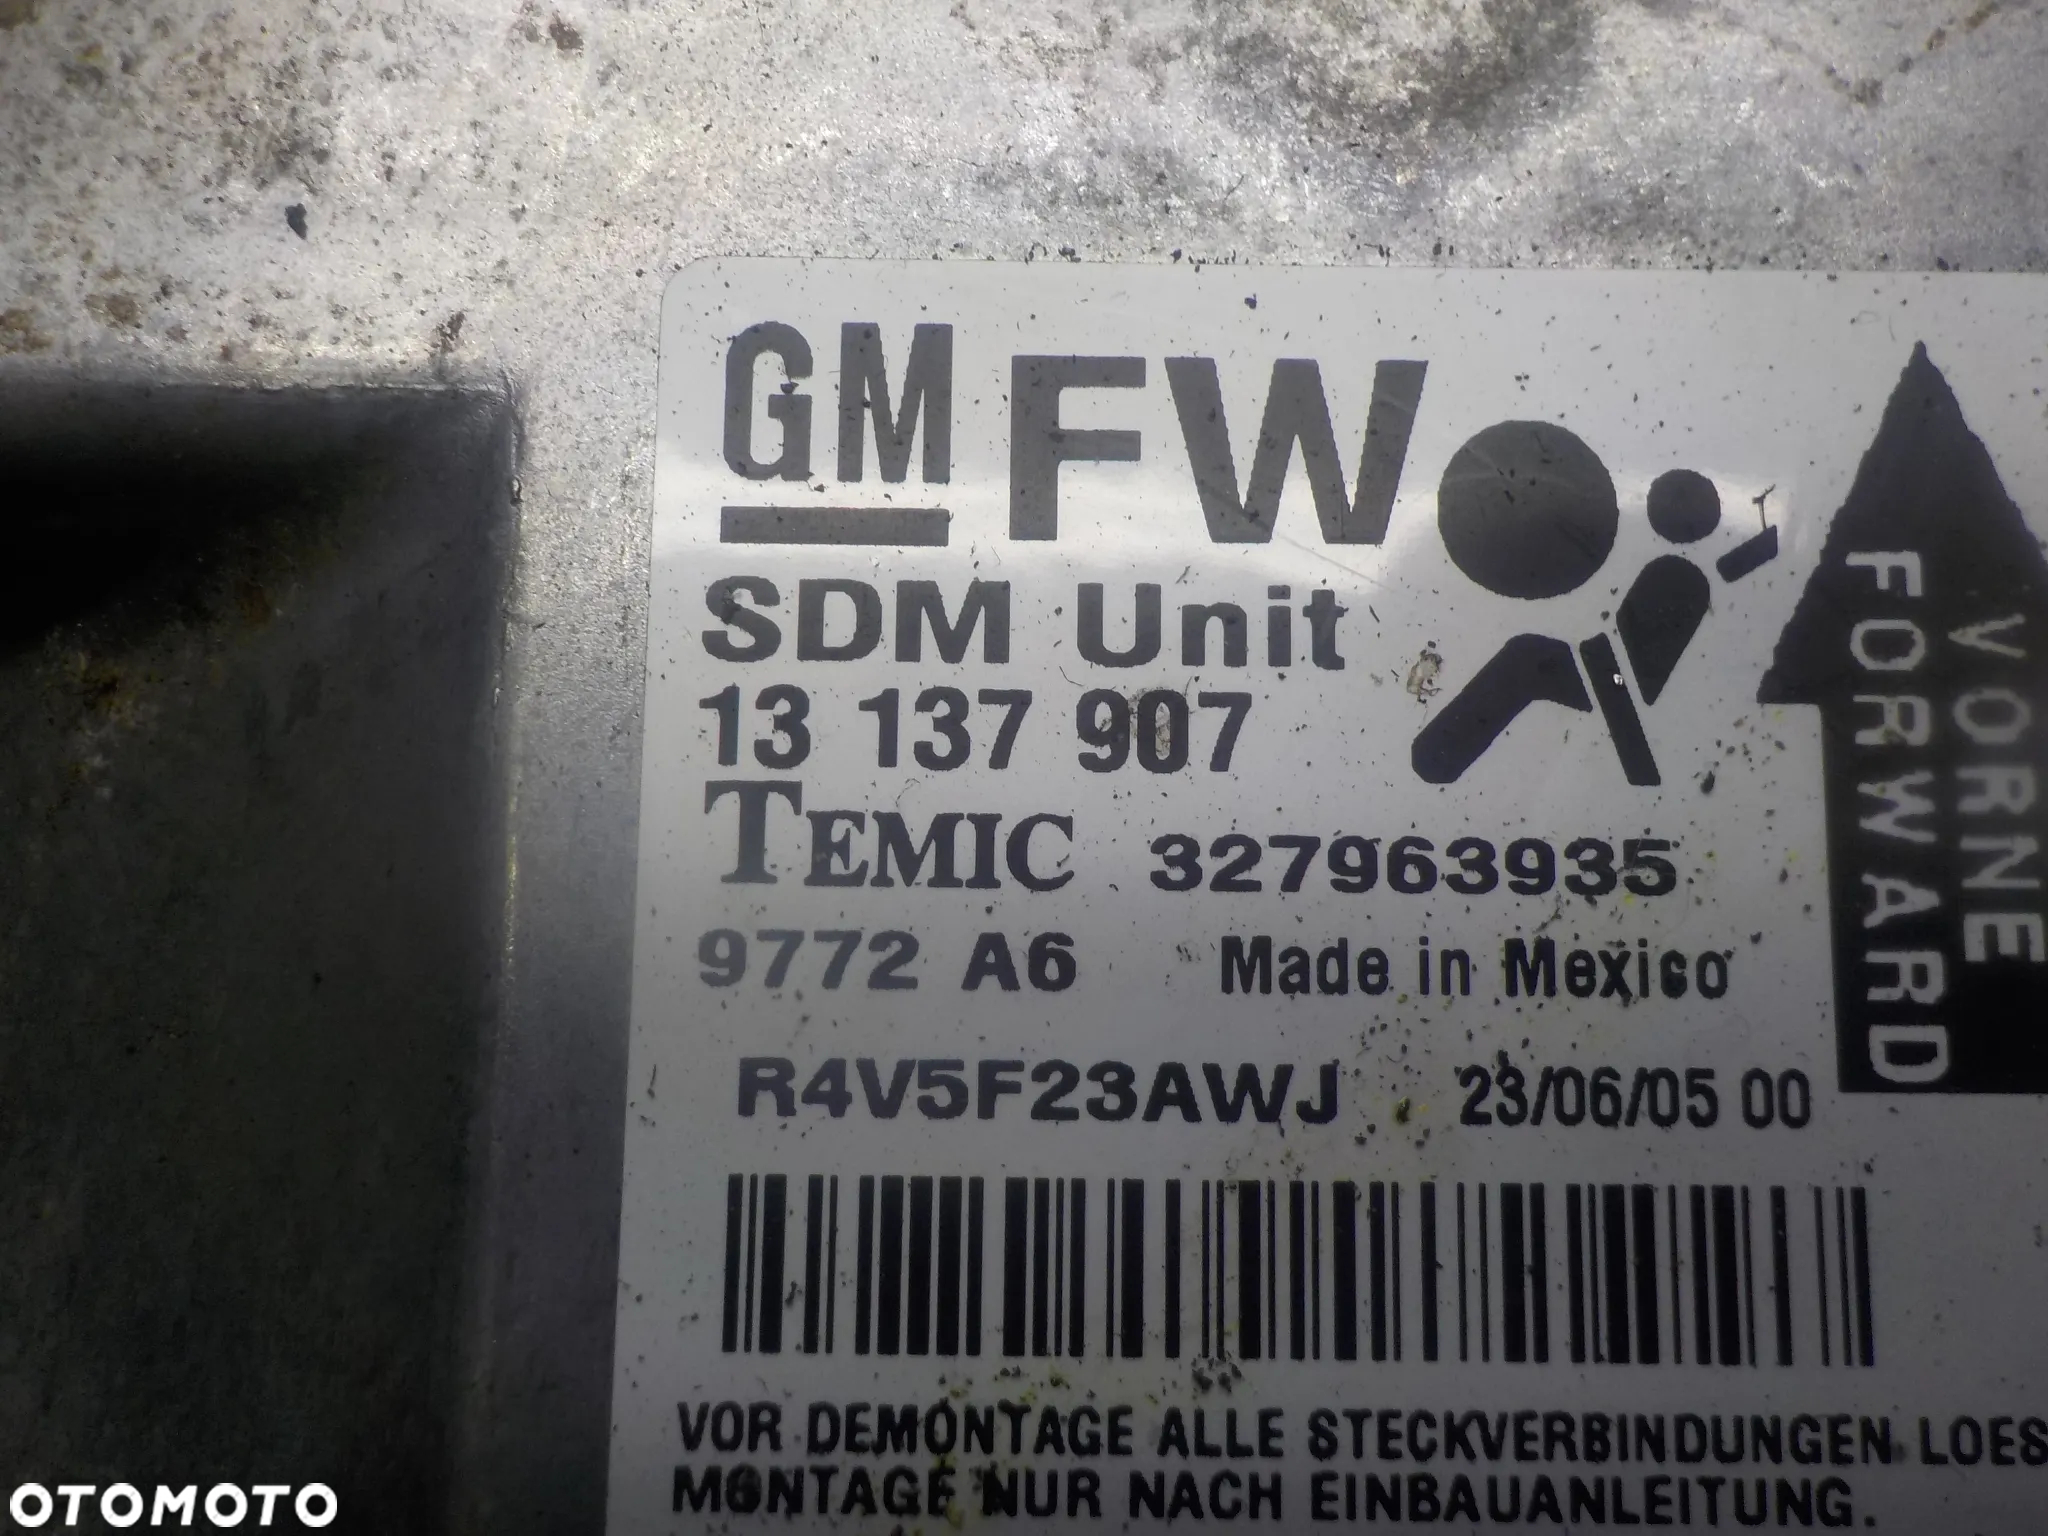 GM FW
SDM Unit
13 137 907
TEMIC 327963935
9772 A6 Made in Mexico
R4V5F23AWJ 23/06/05 00
VOR DEMONTAGE ALLE STECKVERBINDUNGEN LOES
MONTAGE NUR NACH EINBAUANLEITUNG.
VORNE
FORWARD
OTOMOTO